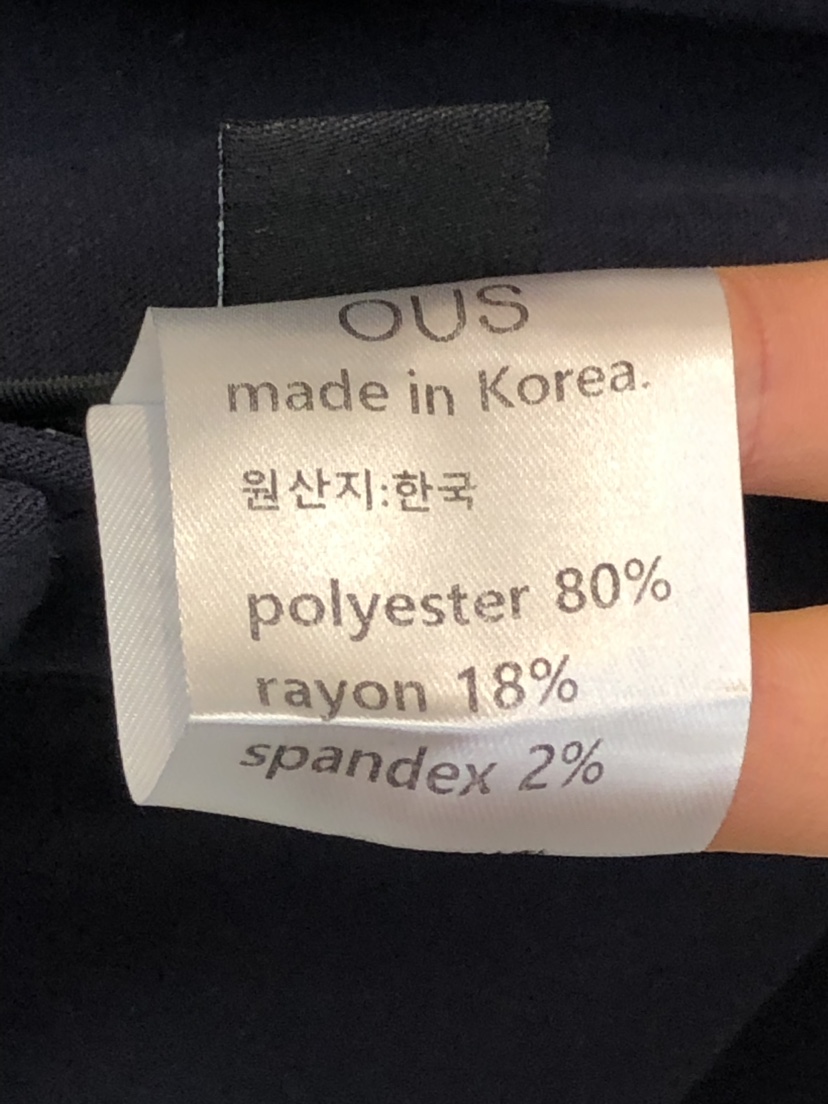 OUS
made in Korea.
원산지:한국
polyester 80%
rayon 18%
spandex 2%